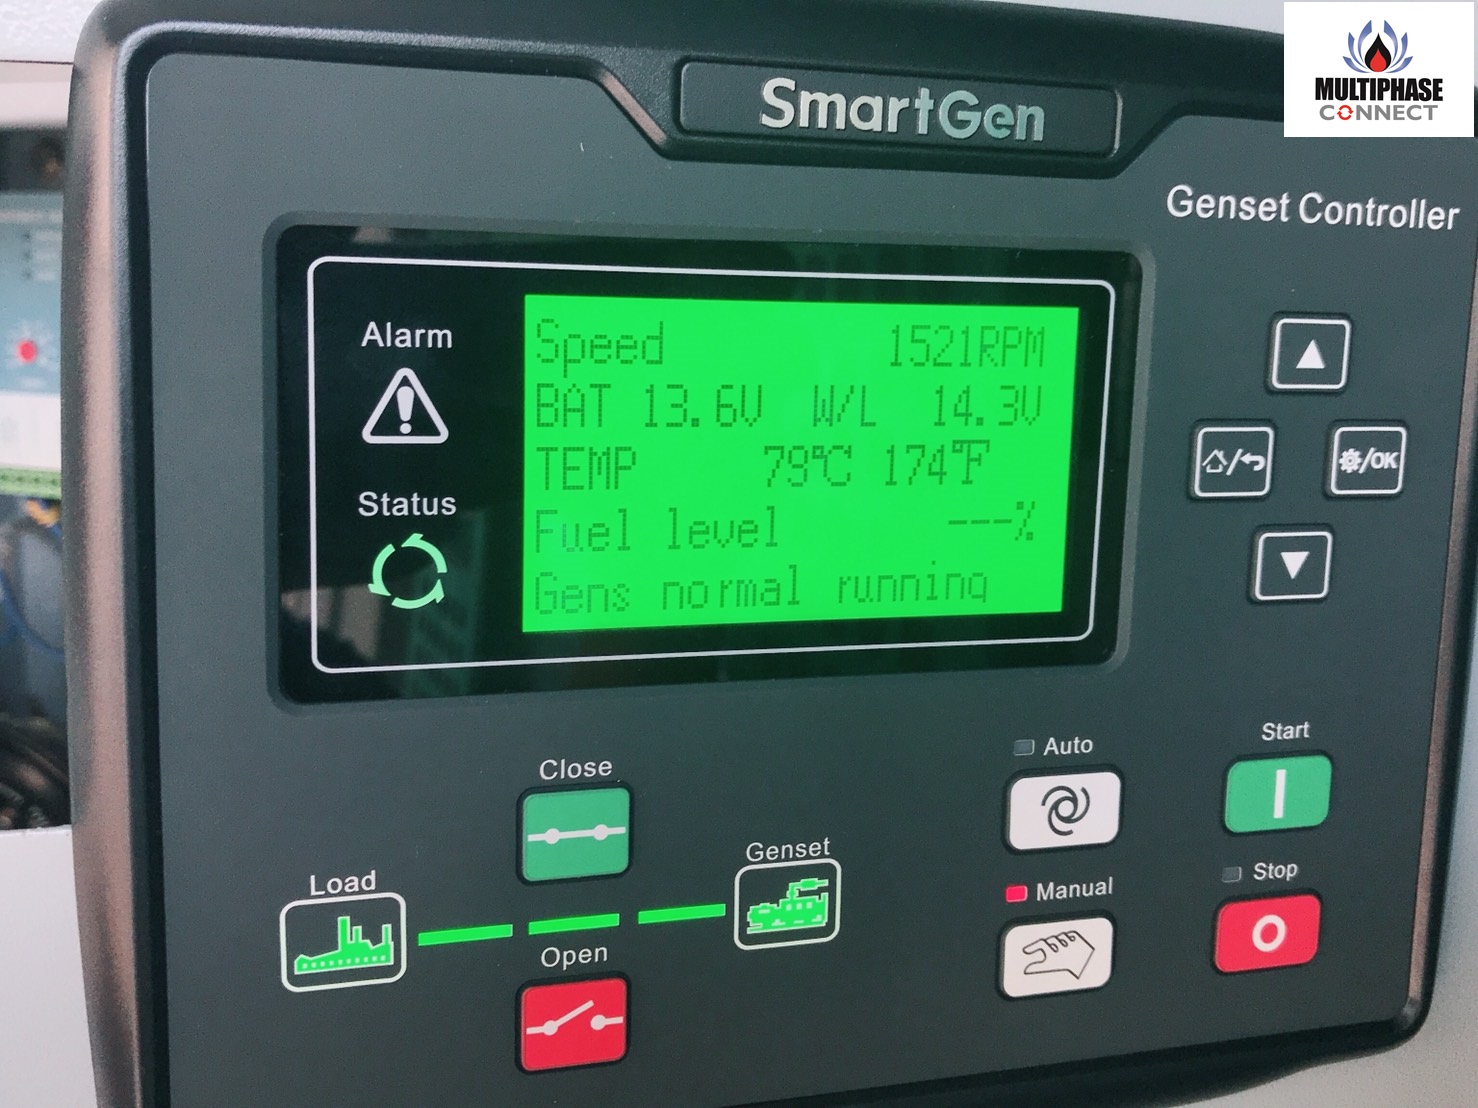 MULTIPHASE
CONNECT
SmartGen
Genset Controller
Alarm
Status
Speed 1521RPM
BAT 13.6V W/L 14.3V
TEMP 79℃ 174℉
Fuel level ---%
Gens normal running
/OK
Close
Open
Load
Genset
Auto
Manual
Start
Stop